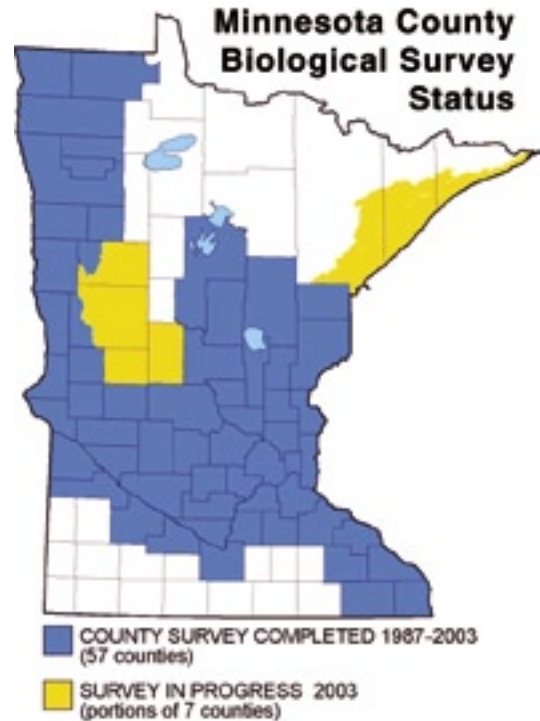 Minnesota County
Biological Survey
Status
COUNTY SURVEY COMPLETED 1987-2003
(57 counties)
SURVEY IN PROGRESS 2003
(portions of 7 counties)